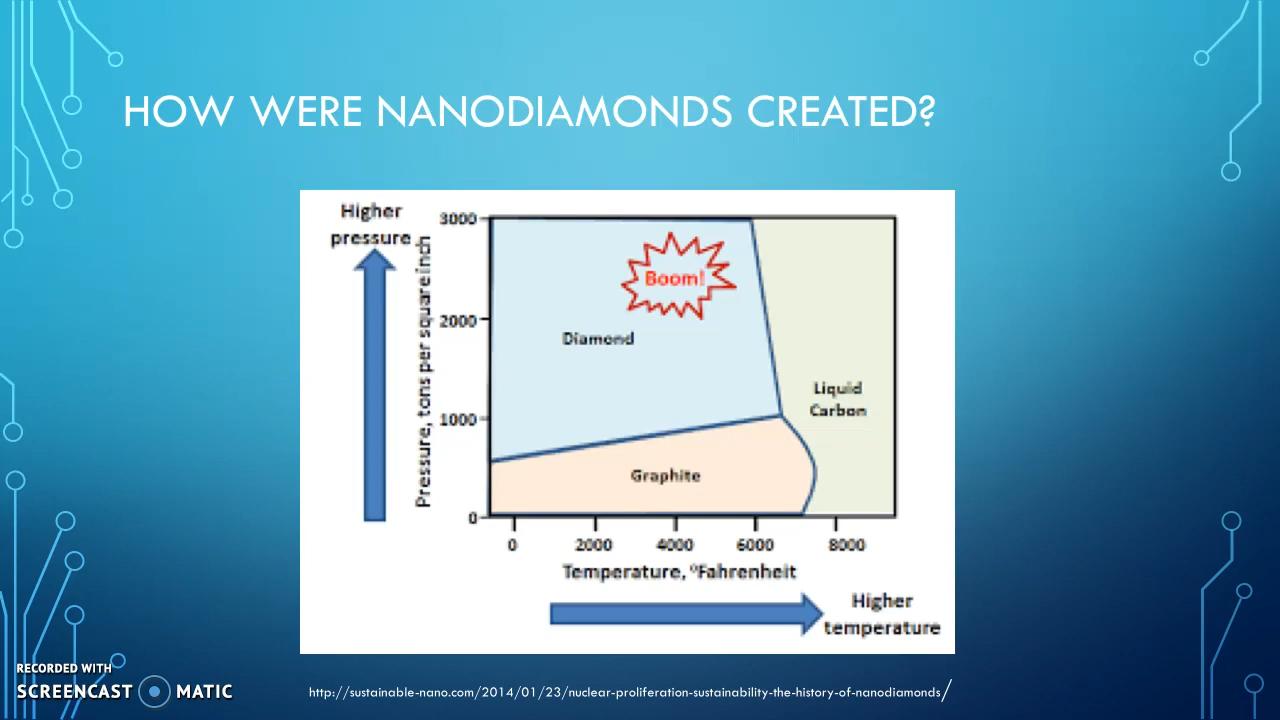 HOW WERE NANODIAMONDS CREATED?
Higher
pressure
Pressure, tons per square inch
3000
2000
1000
0
Boom!
Diamond
Liquid
Carbon
Graphite
0 2000 4000 6000 8000
Temperature, ºFahrenheit
Higher
temperature
RECORDED WITH
SCREENCAST MATIC
http://sustainable-nano.com/2014/01/23/nuclear-proliferation-sustainability-the-history-of-nanodiamonds/